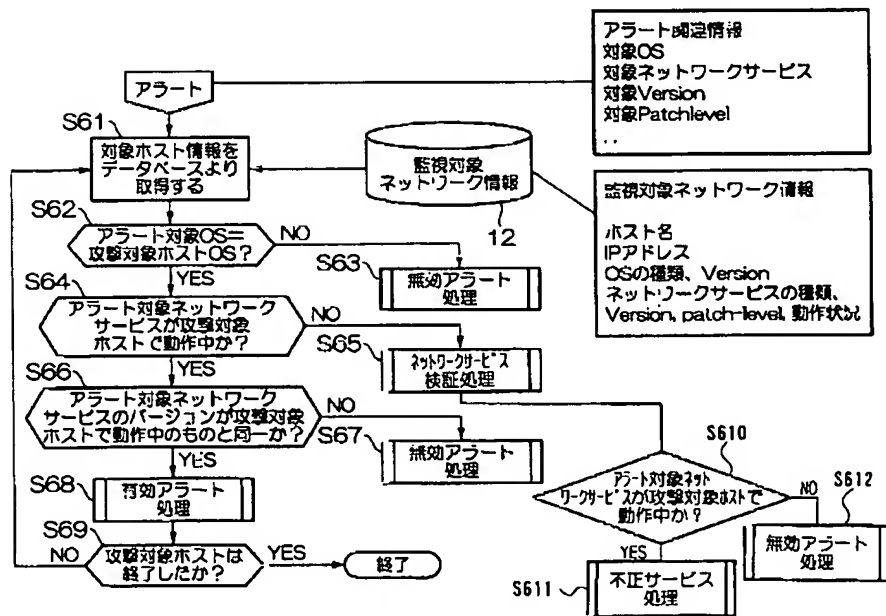 アラート関連情報
対象OS
対象ネットワークサービス
対象Version
対象Patchlevel
..
アラート
S61
対象ホスト情報を
データベースより
取得する
監視対象
ネットワーク情報
12
監視対象ネットワーク情報
ホスト名
IPアドレス
OSの種類、Version
ネットワークサービスの種類、
Version, patch-level, 動作状況
S62
アラート対象OS=
攻撃対象ホストOS?
NO
YES
S63
無効アラート
処理
S64
アラート対象ネットワーク
サービスが攻撃対象
ホストで動作中か?
NO
YES
S65
ネットワークサービス
検証処理
S66
アラート対象ネットワーク
サービスのバージョンが攻撃対象
ホストで動作中のものと同一か?
NO
YES
S67
無効アラート
処理
S68
有効アラート
処理
S69
攻撃対象ホストは
終了したか?
NO
YES
終了
S610
アラート対象ネット
ワークサービスが攻撃対象ホストで
動作中か?
NO
YES
S612
無効アラート
処理
S611
不正サービス
処理